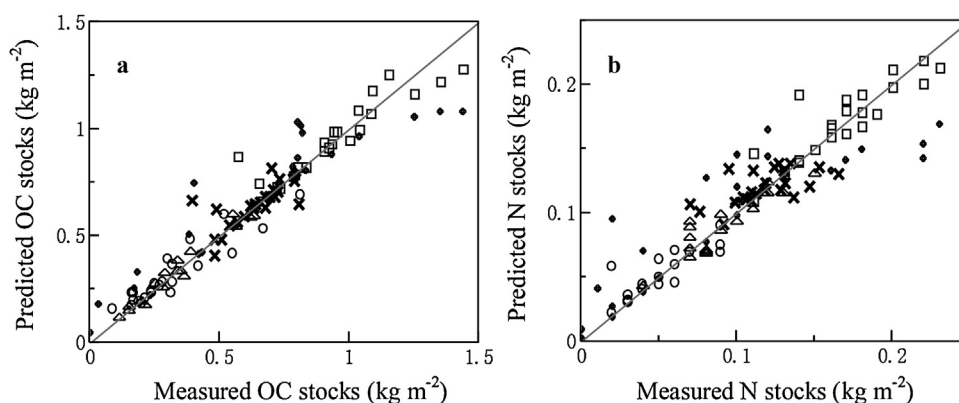 1.5
1
0.5
0
0
0.5
1
1.5
a
Predicted OC stocks (kg m-2)
Measured OC stocks (kg m-2)
0.2
0.1
0
0
0.1
0.2
b
Predicted N stocks (kg m-2)
Measured N stocks (kg m-2)